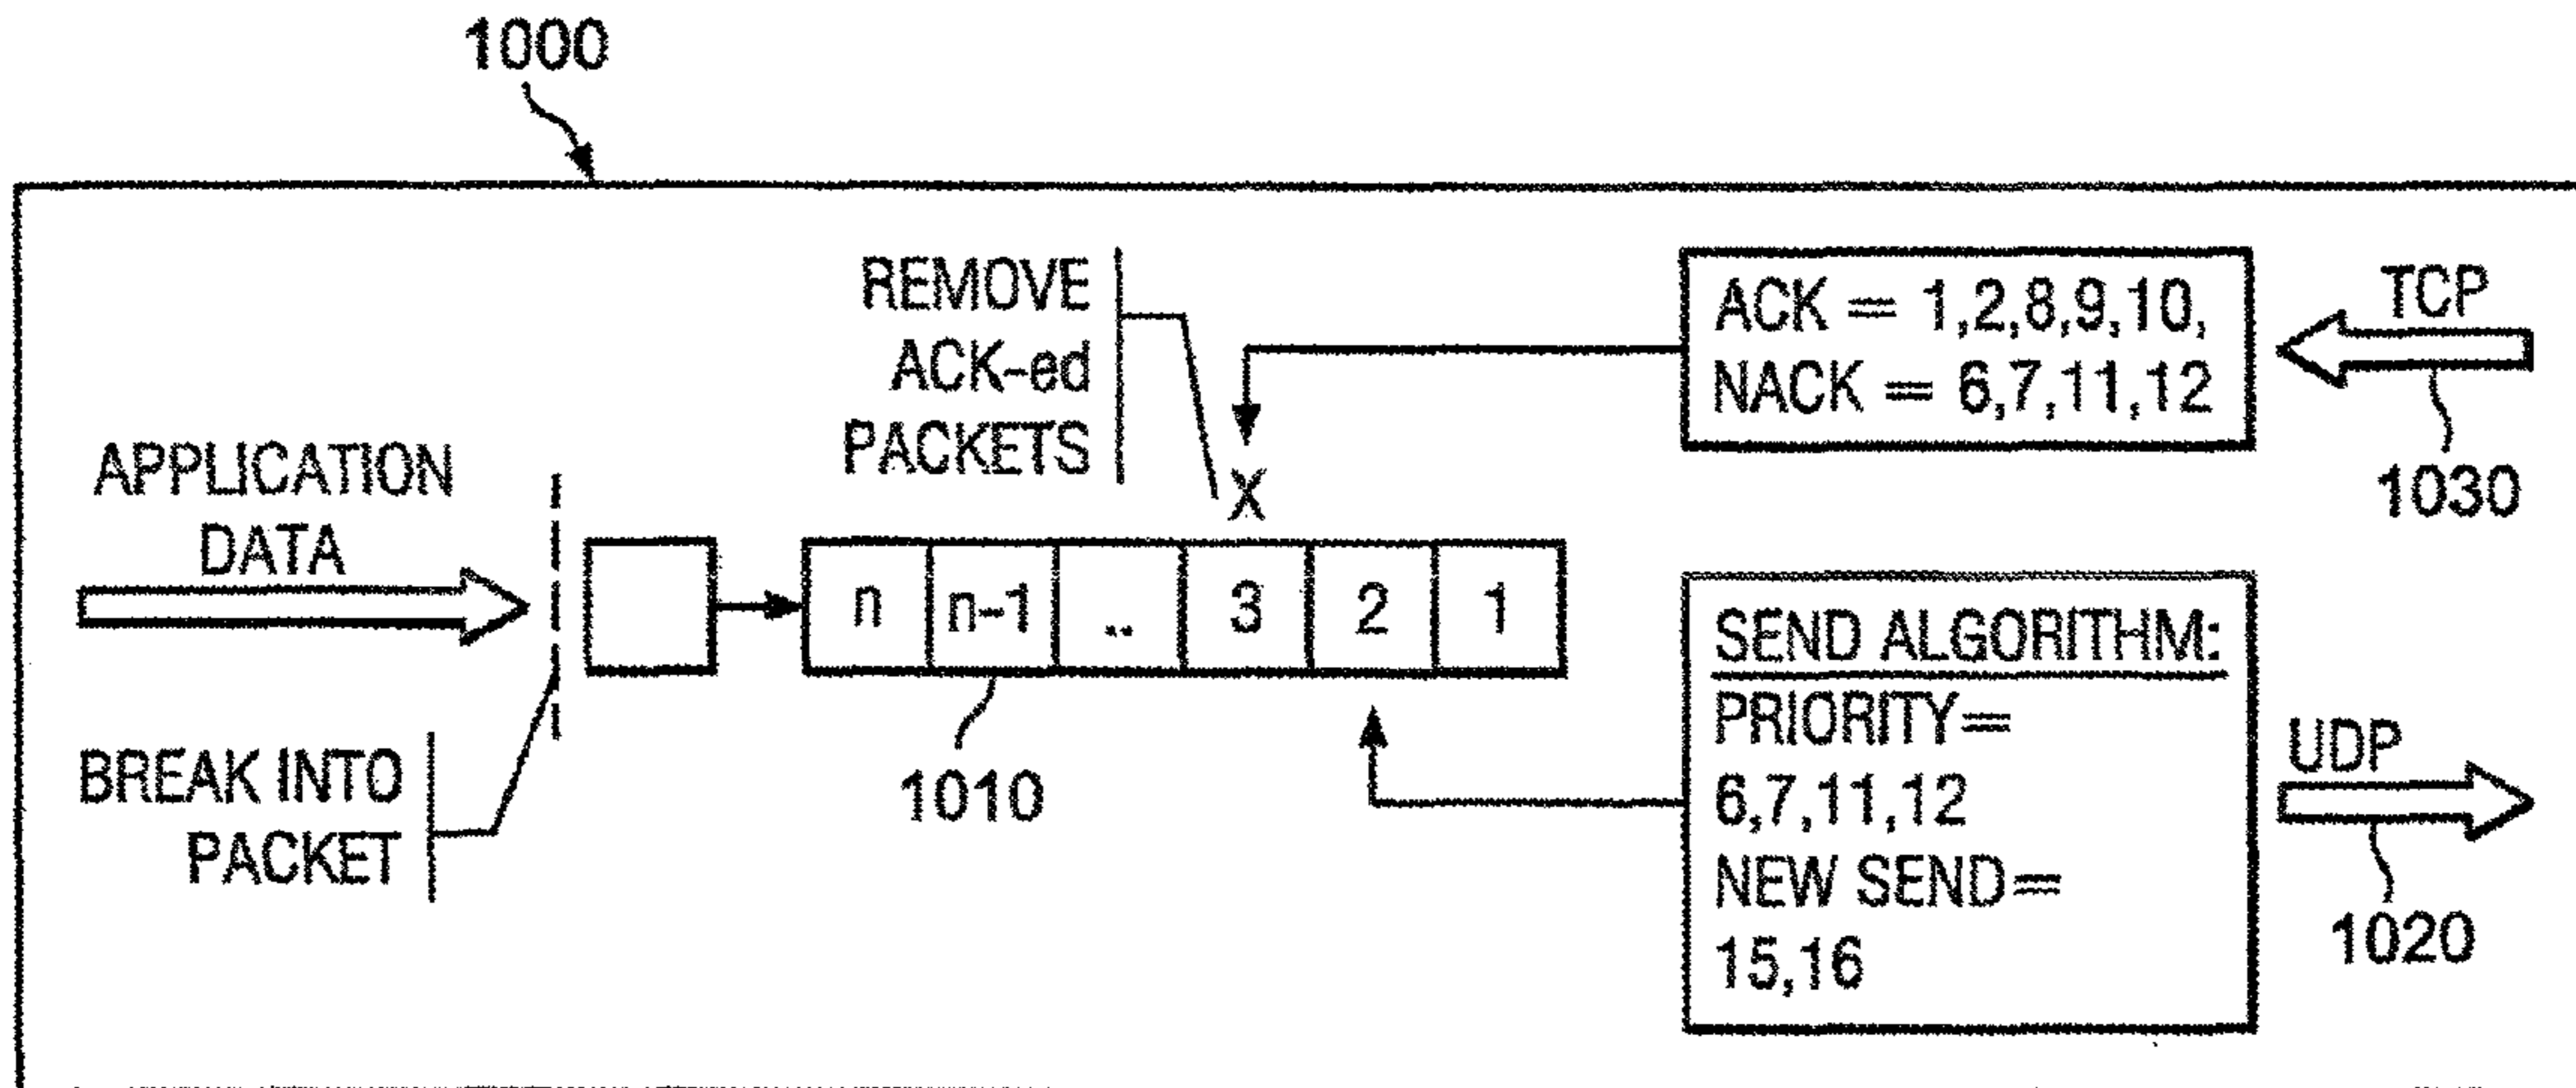 1000
REMOVE
ACK-ed
PACKETS
ACK = 1,2,8,9,10,
NACK = 6,7,11,12
TCP
1030
APPLICATION
DATA
BREAK INTO
PACKET
n
n-1
..
3
2
1
X
1010
SEND ALGORITHM:
PRIORITY=
6,7,11,12
NEW SEND=
15,16
UDP
1020